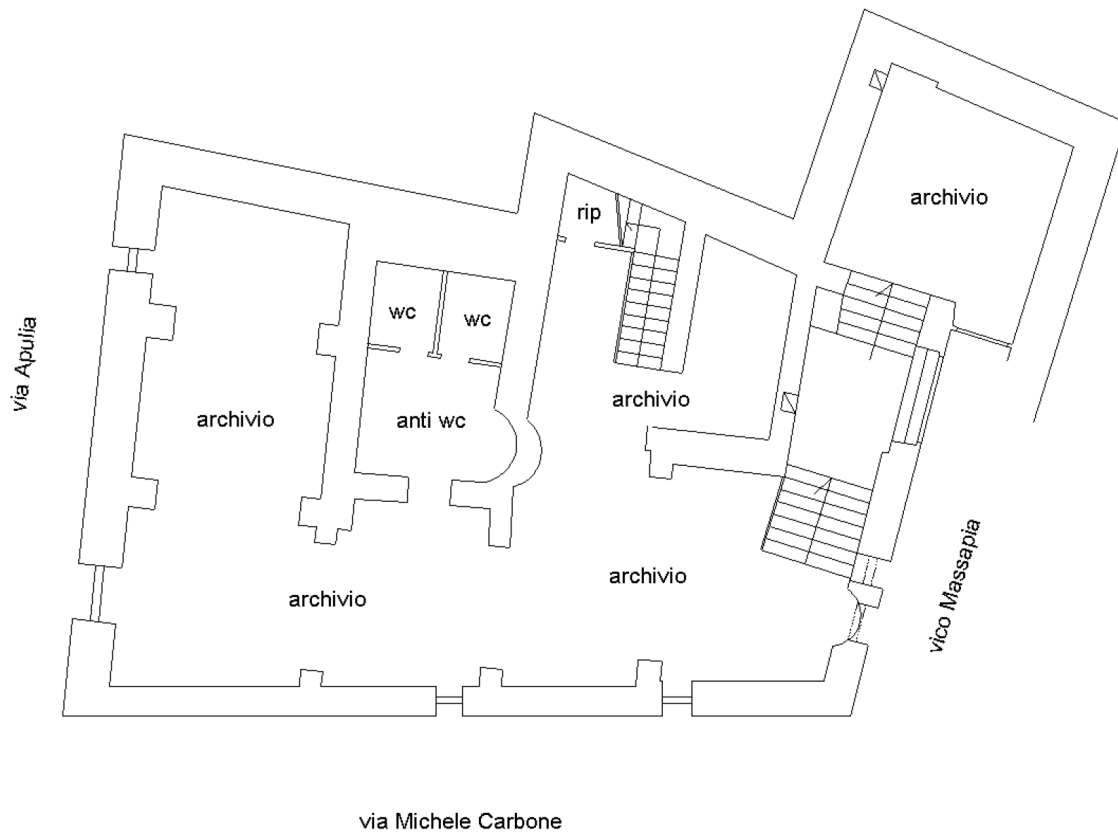 archivio
rip
wc
wc
via Apulia
archivio
anti wc
archivio
archivio
archivio
vico Massapia
via Michele Carbone